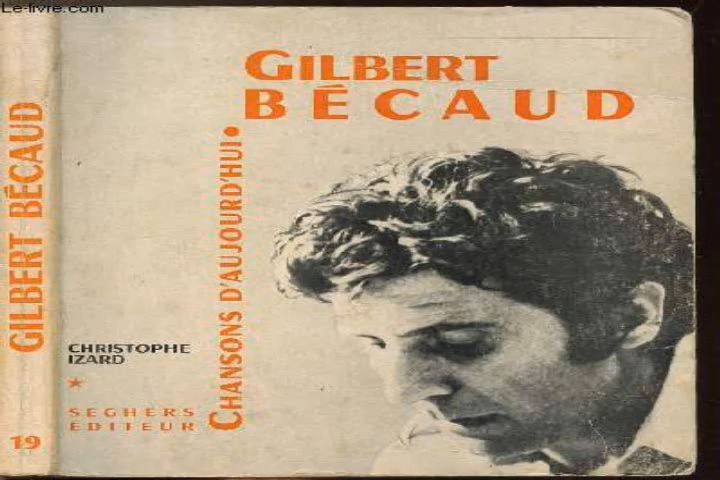 Le-livre.com
GILBERT
BÉCAUD
CHANSONS D'AUJOURD'HUI•
CHRISTOPHE
IZARD
★
SEGHERS
ÉDITEUR
GILBERT BÉCAUD
19